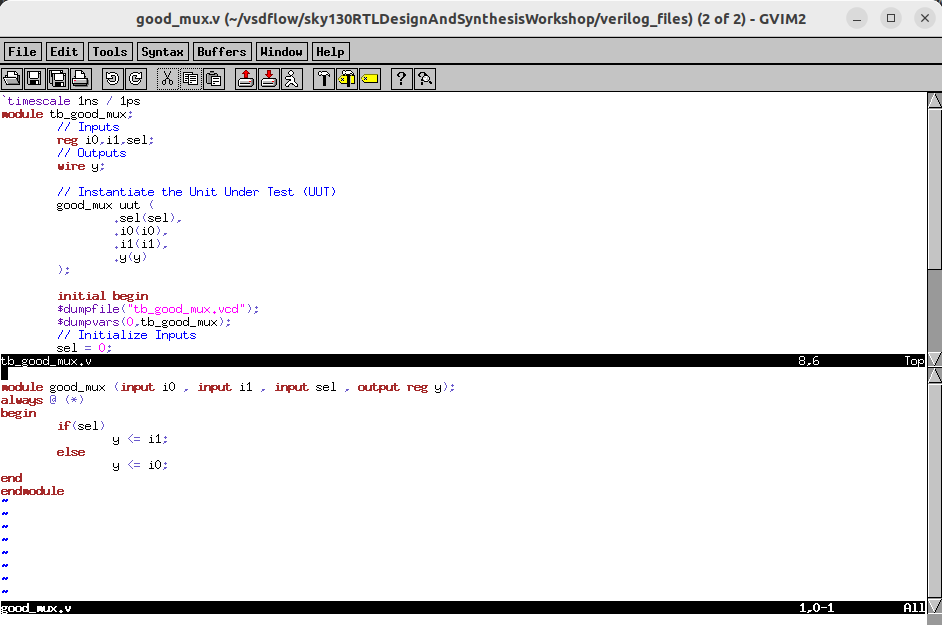 good_mux.v (~/vsdflow/sky130RTLDesignAndSynthesisWorkshop/verilog_files) (2 of 2) - GVIM2
File Edit Tools Syntax Buffers Window Help
`timescale 1ns / 1ps
module tb_good_mux;
        // Inputs
        reg i0,i1,sel;
        // Outputs
        wire y;

        // Instantiate the Unit Under Test (UUT)
        good_mux uut (
                .sel(sel),
                .i0(i0),
                .i1(i1),
                .y(y)
        );

        initial begin
        $dumpfile("tb_good_mux.vcd");
        $dumpvars(0,tb_good_mux);
        // Initialize Inputs
        sel = 0;
tb_good_mux.v 8,6 Top

module good_mux (input i0 , input i1 , input sel , output reg y);
always @ (*)
begin
        if(sel)
                y <= i1;
        else
                y <= i0;
end
endmodule
~
~
~
~
~
~
~
~
good_mux.v 1,0-1 All